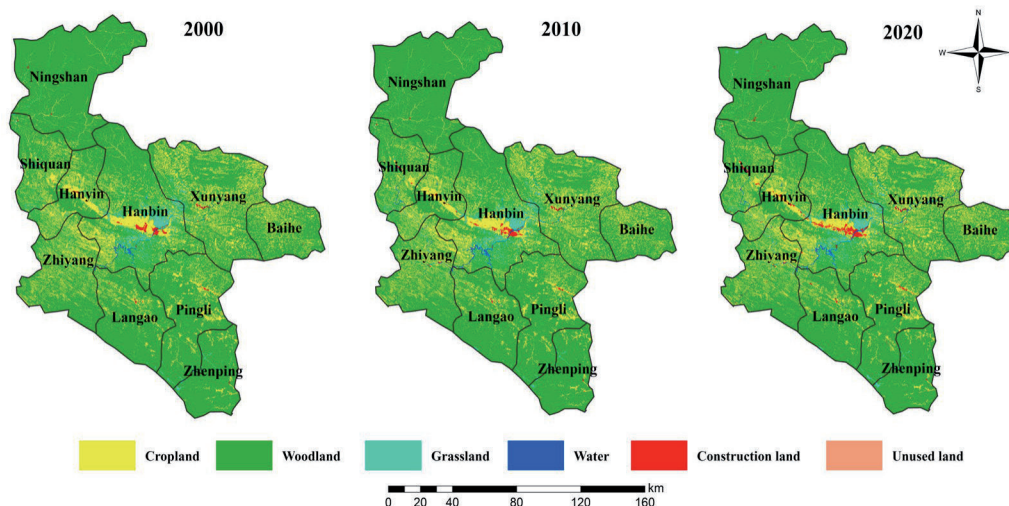 2000
2010
2020
N
W
E
S
Ningshan
Shiquan
Hanyin
Hanbin
Xunyang
Baihe
Zhiyang
Langao
Pingli
Zhenping
Ningshan
Shiquan
Hanyin
Hanbin
Xunyang
Baihe
Zhiyang
Langao
Pingli
Zhenping
Ningshan
Shiquan
Hanyin
Hanbin
Xunyang
Baihe
Zhiyang
Langao
Pingli
Zhenping
Cropland
Woodland
Grassland
Water
Construction land
Unused land
km
0 20 40 80 120 160